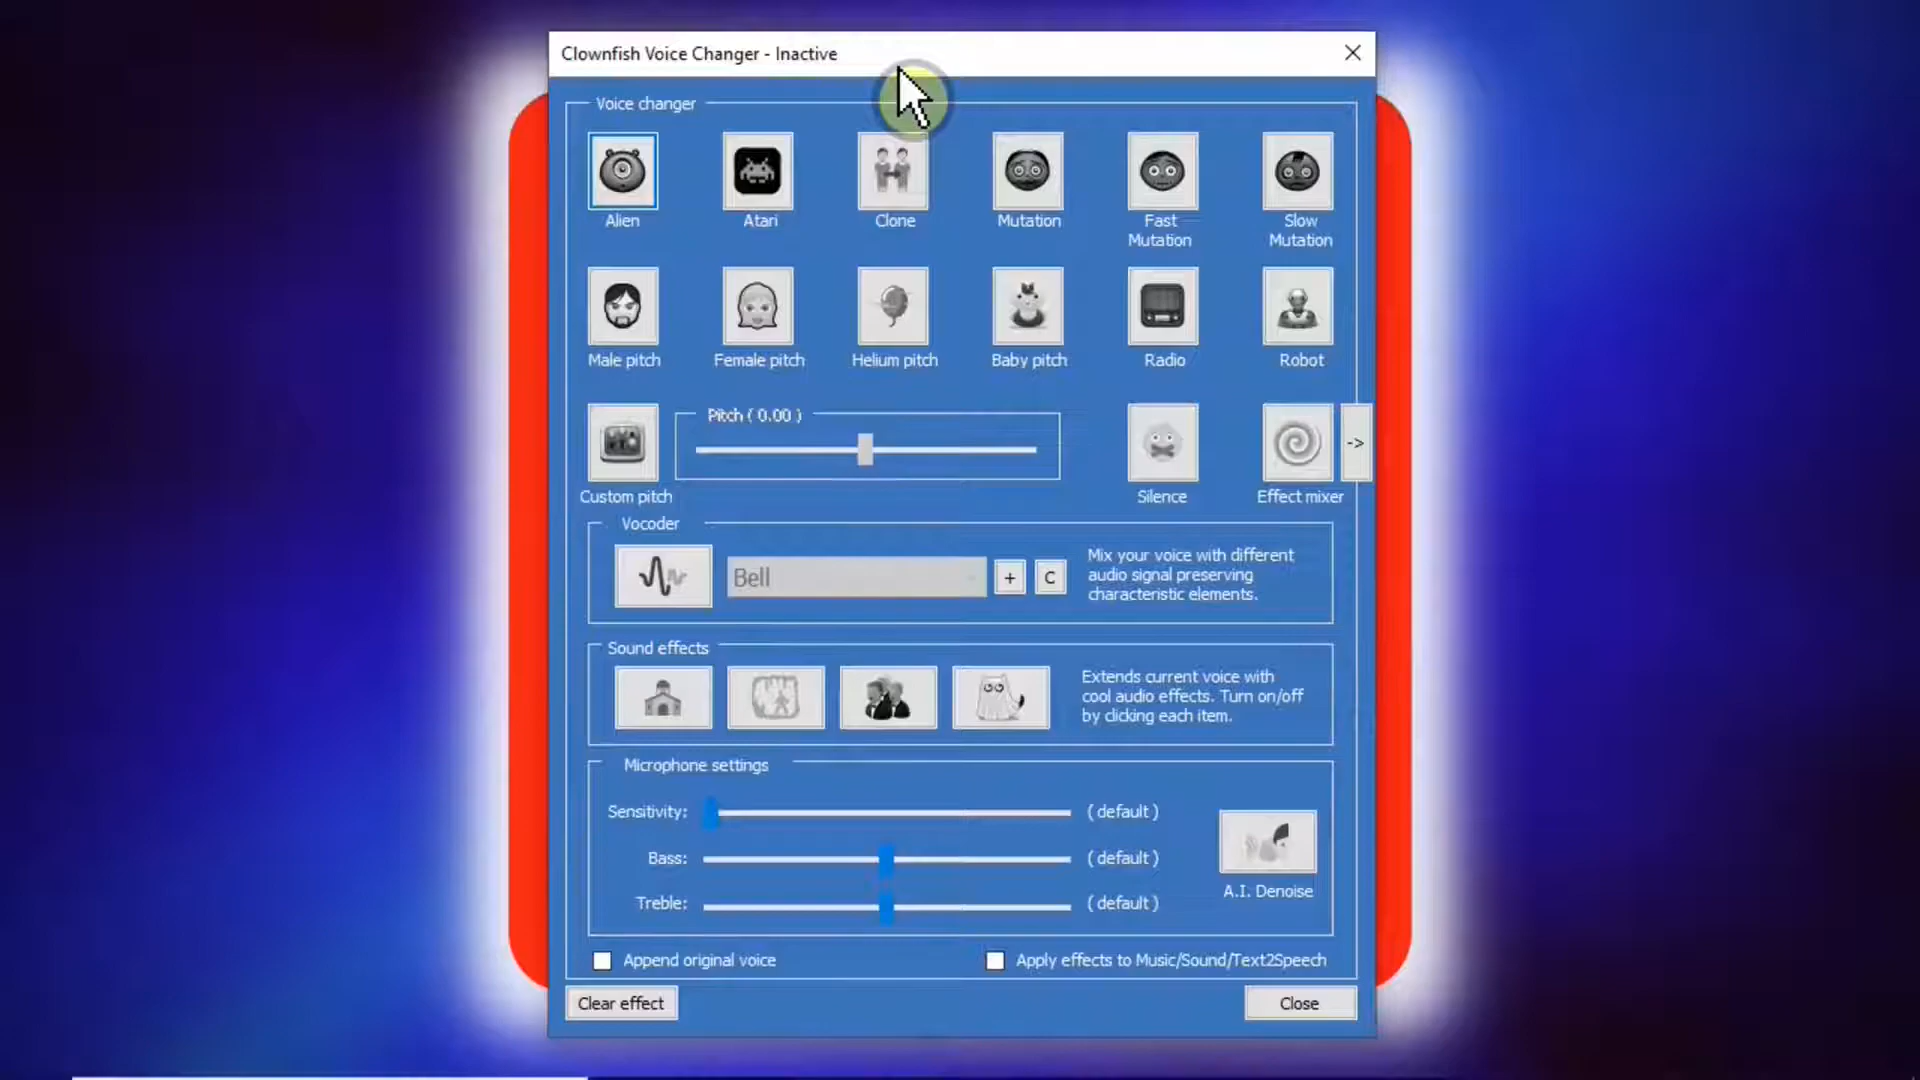 Clownfish Voice Changer - Inactive
Voice changer
Alien
Atari
Clone
Mutation
Fast
Mutation
Slow
Mutation
Male pitch
Female pitch
Helium pitch
Baby pitch
Radio
Robot
Pitch ( 0.00 )
->
Custom pitch
Silence
Effect mixer
Vocoder
Bell
+
C
Mix your voice with different
audio signal preserving
characteristic elements.
Sound effects
Extends current voice with
cool audio effects. Turn on/off
by clicking each item.
Microphone settings
Sensitivity:
( default )
Bass:
( default )
Treble:
( default )
A.I. Denoise
Append original voice
Apply effects to Music/Sound/Text2Speech
Clear effect
Close